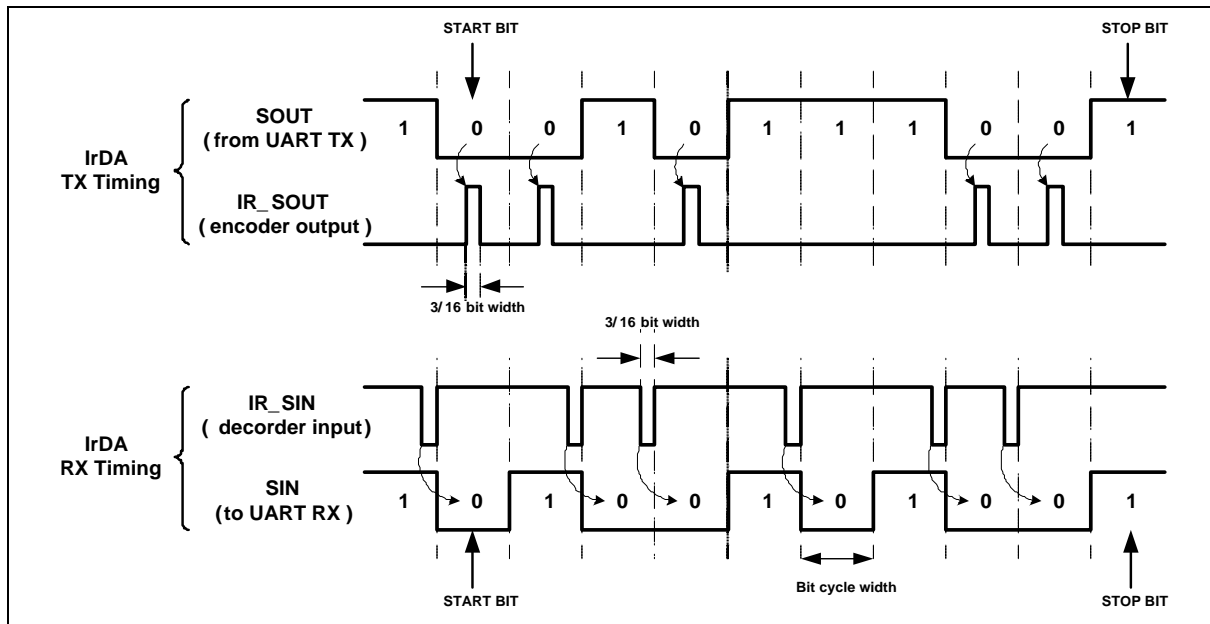 START BIT
STOP BIT
SOUT
( from UART TX )
1 0 0 1 0 1 1 1 0 0 1
IrDA
TX Timing
IR_SOUT
( encoder output )
3/ 16 bit width
3/ 16 bit width
IR_SIN
( decorder input)
IrDA
RX Timing
SIN
(to UART RX )
1 0 1 0 0 1 0 1 0 0 1
Bit cycle width
START BIT
STOP BIT